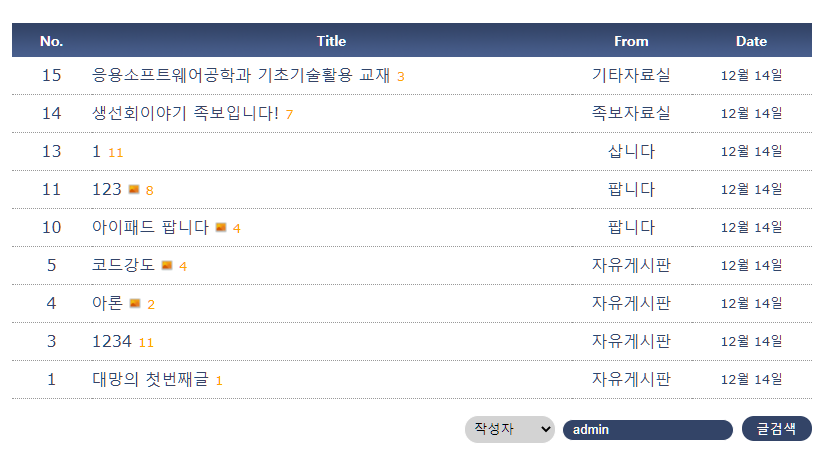 No. Title From Date
15 응용소프트웨어공학과 기초기술활용 교재 3 기타자료실 12월 14일
14 생선회이야기 족보입니다! 7 족보자료실 12월 14일
13 1 11 삽니다 12월 14일
11 123 8 팝니다 12월 14일
10 아이패드 팝니다 4 팝니다 12월 14일
5 코드강도 4 자유게시판 12월 14일
4 아론 2 자유게시판 12월 14일
3 1234 11 자유게시판 12월 14일
1 대망의 첫번째글 1 자유게시판 12월 14일
작성자 admin 글검색